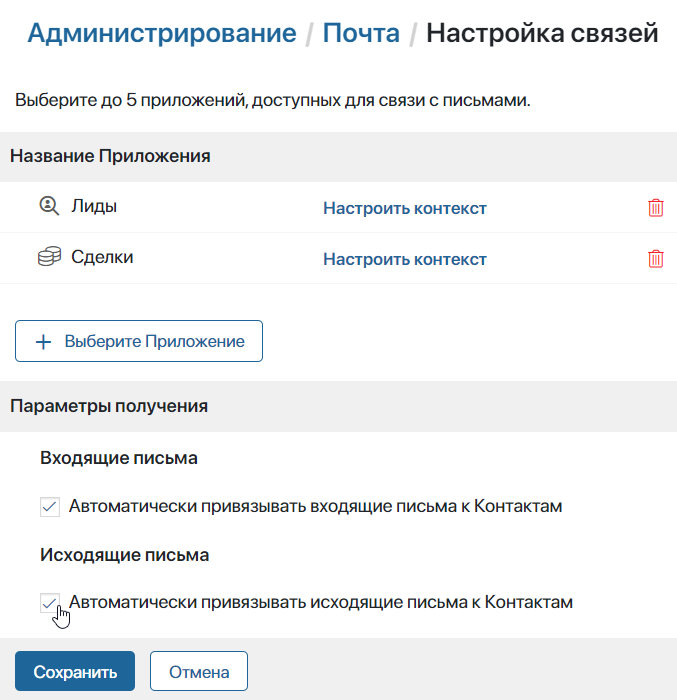 Администрирование / Почта / Настройка связей
Выберите до 5 приложений, доступных для связи с письмами.
Название Приложения
Лиды Настроить контекст
Сделки Настроить контекст
+ Выберите Приложение
Параметры получения
Входящие письма
Автоматически привязывать входящие письма к Контактам
Исходящие письма
Автоматически привязывать исходящие письма к Контактам
Сохранить Отмена